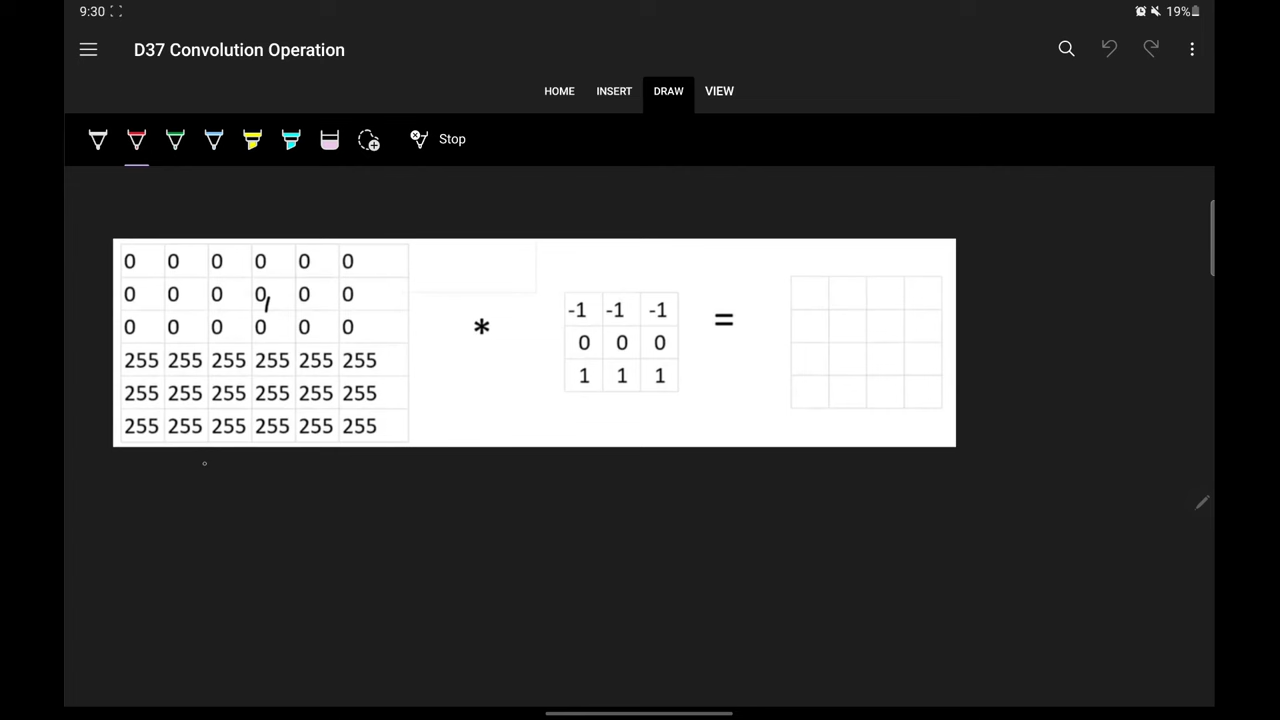 9:30 19%
D37 Convolution Operation
HOME INSERT DRAW VIEW
Stop
0 0 0 0 0 0
0 0 0 0 0 0
0 0 0 0 0 0
255 255 255 255 255 255
255 255 255 255 255 255
255 255 255 255 255 255
*
-1 -1 -1
0 0 0
1 1 1
=